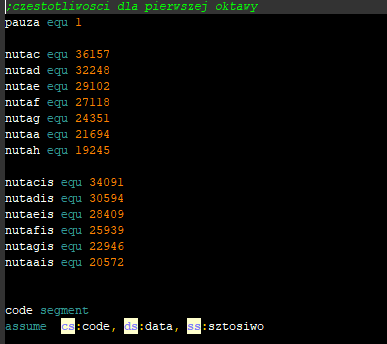 ;czestotliwosci dla pierwszej oktawy
pauza equ 1
nutac equ 36157
nutad equ 32248
nutae equ 29102
nutaf equ 27118
nutag equ 24351
nutaa equ 21694
nutah equ 19245
nutacis equ 34091
nutadis equ 30594
nutaeis equ 28409
nutafis equ 25939
nutagis equ 22946
nutaais equ 20572
code segment
assume  cs:code, ds:data, ss:sztosiwo